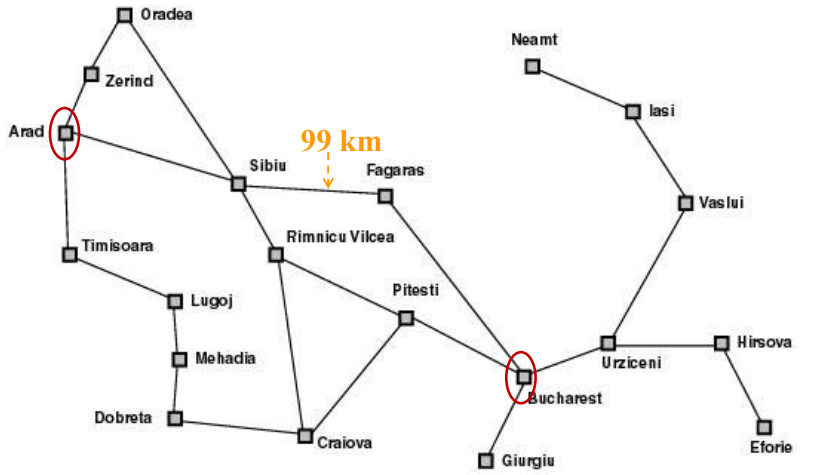 Oradea
Neamt
Zerind
Iasi
Arad
99 km
Sibiu
Fagaras
Vaslui
Rimnicu Vilcea
Timisoara
Pitesti
Lugoj
Hirsova
Mehadia
Urziceni
Bucharest
Dobreta
Craiova
Eforie
Giurgiu